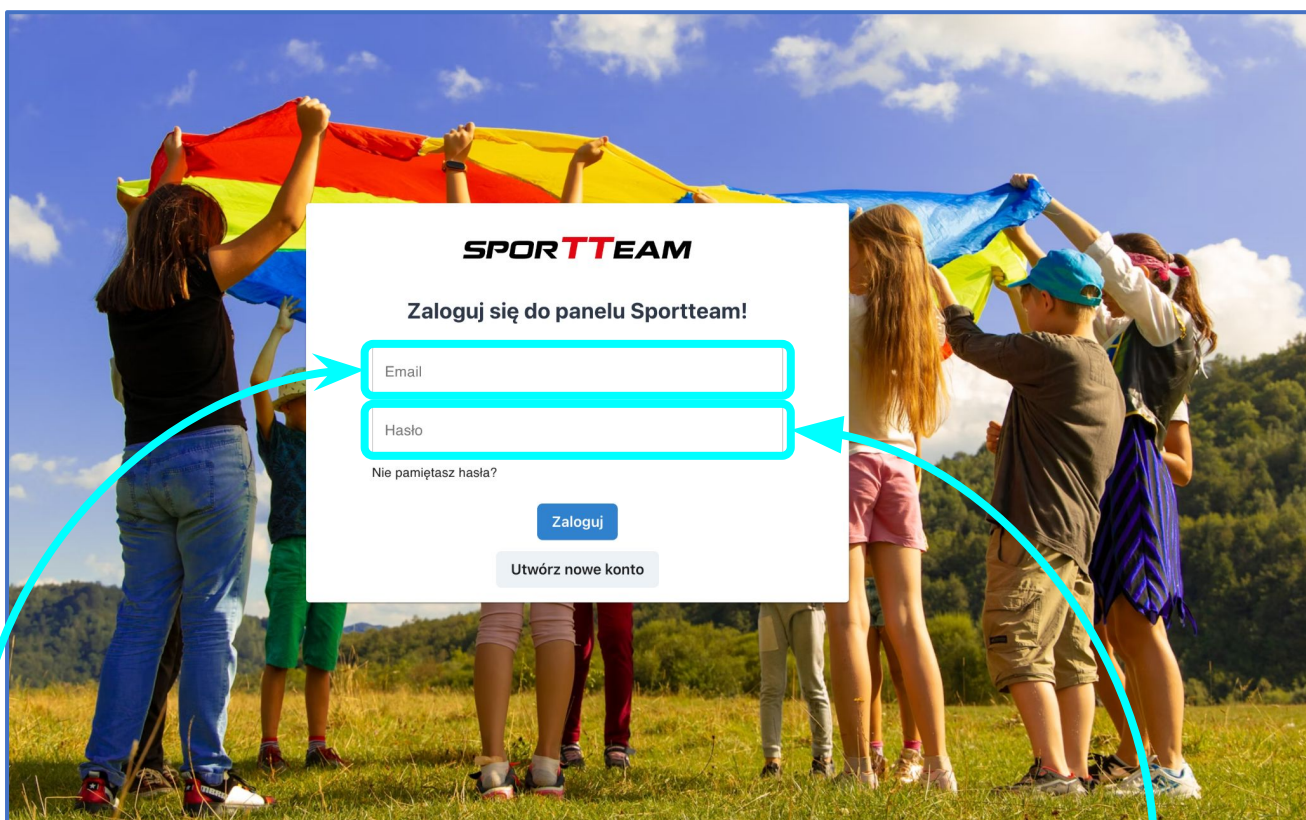 SPORTTEAM
Zaloguj się do panelu Sportteam!
Email
Hasło
Nie pamiętasz hasła?
Zaloguj
Utwórz nowe konto